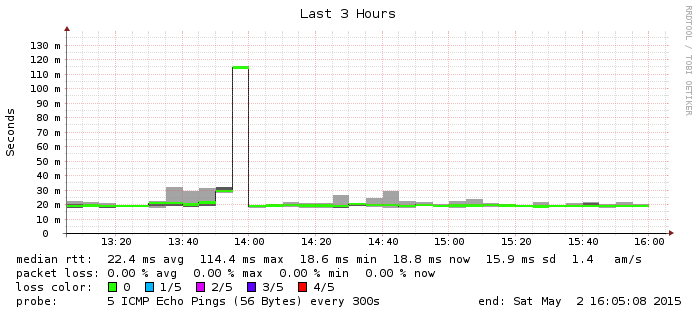 Last 3 Hours
RRDTOOL / TOBI OETIKER
Seconds
130 m
120 m
110 m
100 m
90 m
80 m
70 m
60 m
50 m
40 m
30 m
20 m
10 m
0
13:20 13:40 14:00 14:20 14:40 15:00 15:20 15:40 16:00
median rtt: 22.4 ms avg 114.4 ms max 18.6 ms min 18.8 ms now 15.9 ms sd 1.4 am/s
packet loss: 0.00 % avg 0.00 % max 0.00 % min 0.00 % now
loss color: 0 1/5 2/5 3/5 4/5
probe: 5 ICMP Echo Pings (56 Bytes) every 300s end: Sat May 2 16:05:08 2015